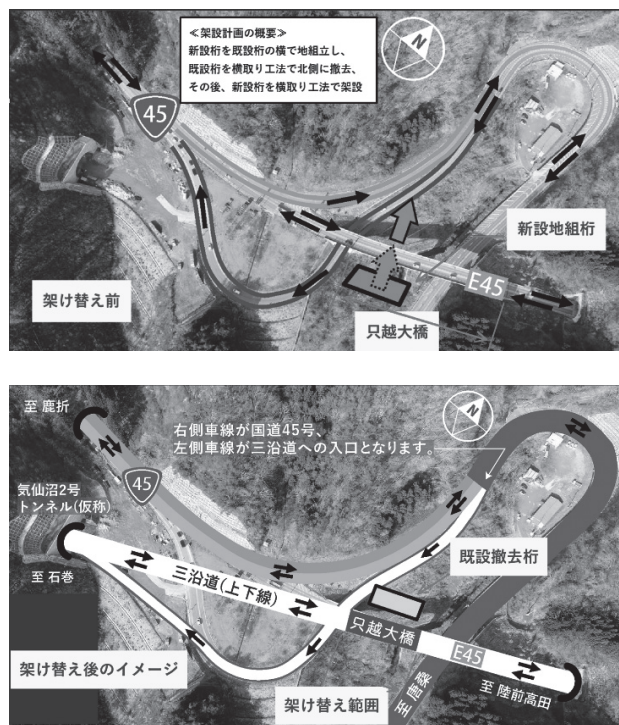 ≪架設計画の概要≫
新設桁を既設桁の横で地組立し、
既設桁を横取り工法で北側に撤去、
その後、新設桁を横取り工法で架設
N
45
新設地組桁
架け替え前
E45
只越大橋
至 鹿折
右側車線が国道45号、
左側車線が三沿道への入口となります。
N
45
気仙沼2号
トンネル(仮称)
至 石巻
三沿道(上下線)
既設撤去桁
只越大橋
E45
架け替え後のイメージ
架け替え範囲
至 唐桑
至 陸前高田